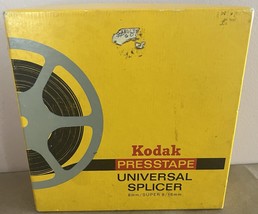 Kodak
PRESSTAPE
UNIVERSAL
SPLICER
8mm, SUPER 8, 16mm